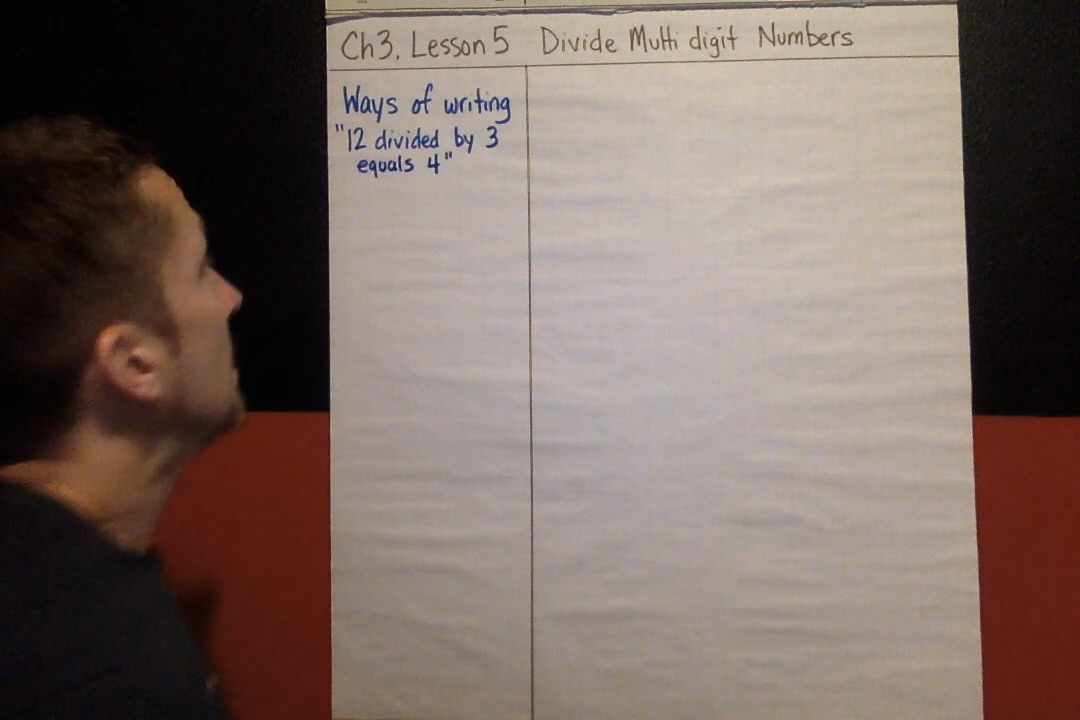 Ch3, Lesson 5 Divide Multi digit Numbers
Ways of writing
"12 divided by 3
equals 4"